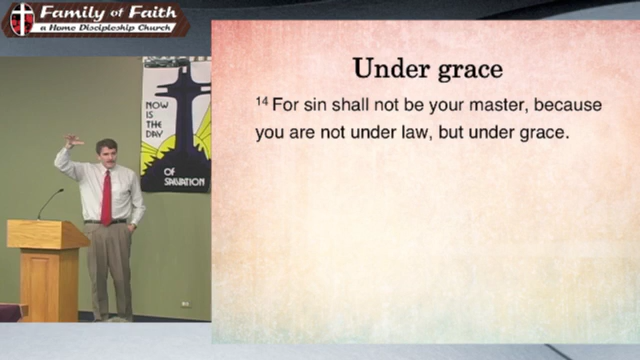 Family of Faith
a Home Discipleship Church
Under grace
14 For sin shall not be your master, because
you are not under law, but under grace.
NOW
IS
THE
DAY
OF
SALVATION